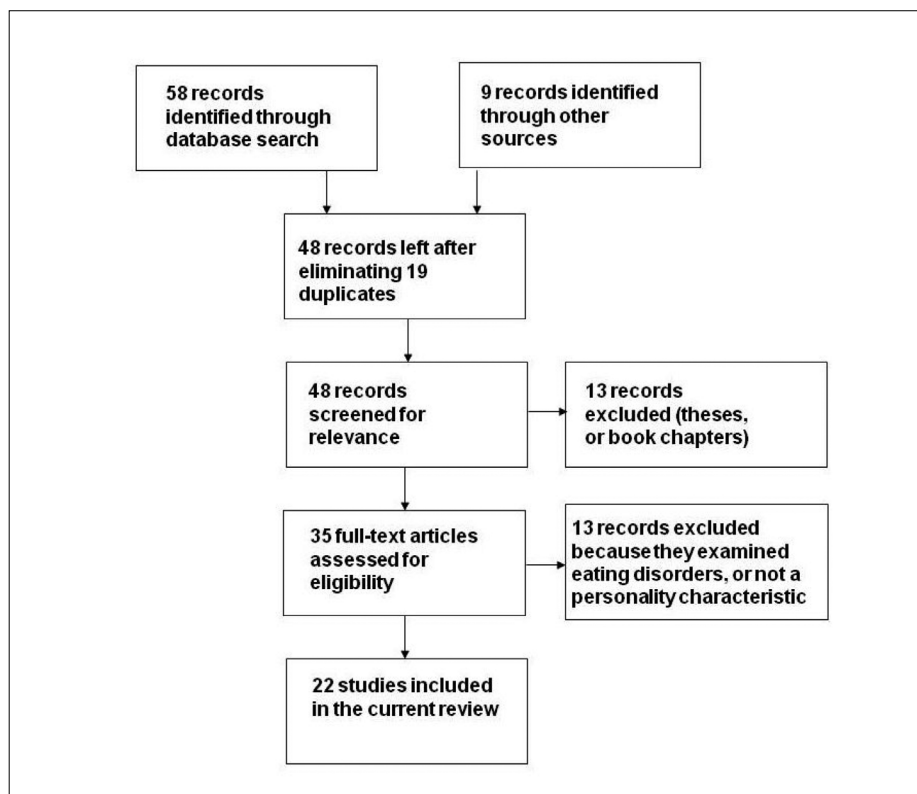 58 records
identified through
database search
9 records identified
through other
sources
48 records left after
eliminating 19
duplicates
48 records
screened for
relevance
13 records
excluded (theses,
or book chapters)
35 full-text articles
assessed for
eligibility
13 records excluded
because they examined
eating disorders, or not a
personality characteristic
22 studies included
in the current review